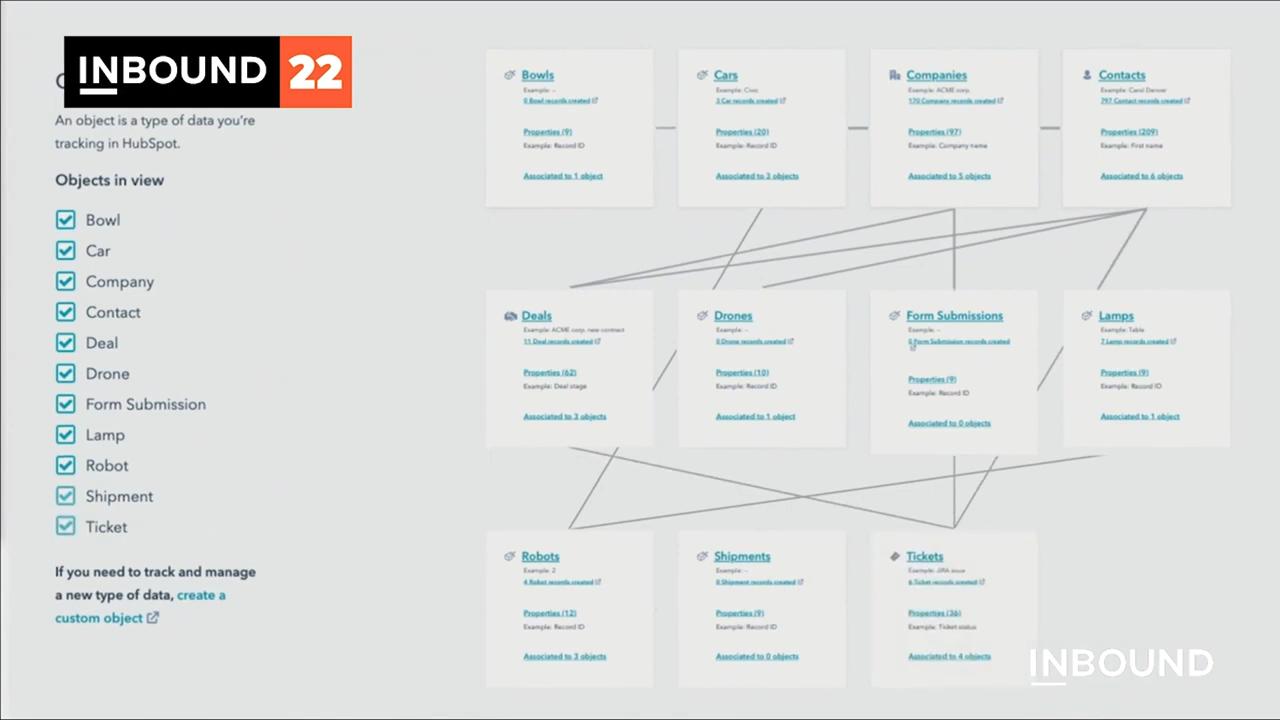 INBOUND 22
An object is a type of data you're
tracking in HubSpot.
Objects in view
Bowl
Car
Company
Contact
Deal
Drone
Form Submission
Lamp
Robot
Shipment
Ticket
If you need to track and manage
a new type of data, create a
custom object
Bowls
Example: --
0 Bowl records created
Properties (9)
Example: Record ID
Associated to 1 object
Cars
Example: Civic
3 Car records created
Properties (20)
Example: Record ID
Associated to 2 objects
Companies
Example: ACME corp.
170 Company records created
Properties (97)
Example: Company name
Associated to 5 objects
Contacts
Example: Carol Denver
797 Contact records created
Properties (209)
Example: First name
Associated to 6 objects
Deals
Example: ACME corp. new contract
11 Deal records created
Properties (62)
Example: Deal stage
Associated to 3 objects
Drones
Example: --
0 Drone records created
Properties (10)
Example: Record ID
Associated to 1 object
Form Submissions
Example: --
0 Form Submission records created
Properties (9)
Example: Record ID
Associated to 0 objects
Lamps
Example: Table
7 Lamp records created
Properties (9)
Example: Record ID
Associated to 1 object
Robots
Example: 2
4 Robot records created
Properties (12)
Example: Record ID
Associated to 3 objects
Shipments
Example: --
0 Shipment records created
Properties (9)
Example: Record ID
Associated to 0 objects
Tickets
Example: JIRA issue
6 Ticket records created
Properties (36)
Example: Ticket status
Associated to 4 objects
INBOUND